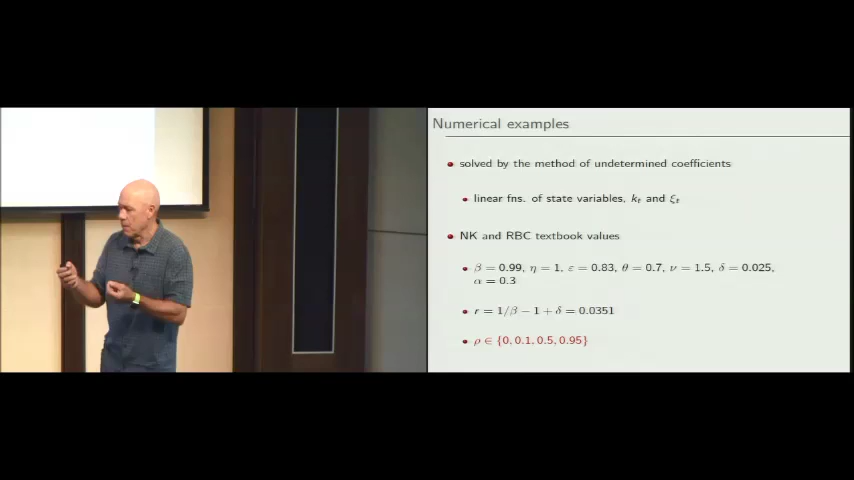 Numerical examples
solved by the method of undetermined coefficients
linear fns. of state variables, kₜ and ξₜ
NK and RBC textbook values
β = 0.99, η = 1, ε = 0.83, θ = 0.7, ν = 1.5, δ = 0.025,
α = 0.3
r = 1/β − 1 + δ = 0.0351
ρ ∈ {0, 0.1, 0.5, 0.95}